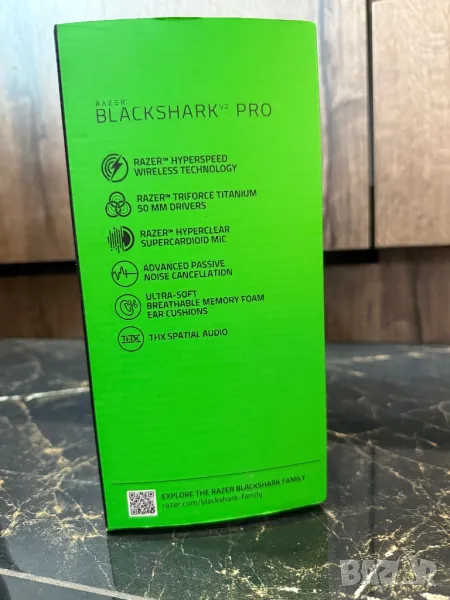 RAZER
BLACKSHARK V2 PRO
RAZER™ HYPERSPEED
WIRELESS TECHNOLOGY
RAZER™ TRIFORCE TITANIUM
50 MM DRIVERS
RAZER™ HYPERCLEAR
SUPERCARDIOID MIC
ADVANCED PASSIVE
NOISE CANCELLATION
ULTRA-SOFT
BREATHABLE MEMORY FOAM
EAR CUSHIONS
THX
THX SPATIAL AUDIO
EXPLORE THE RAZER BLACKSHARK FAMILY
razer.com/blackshark-family
BAZAR